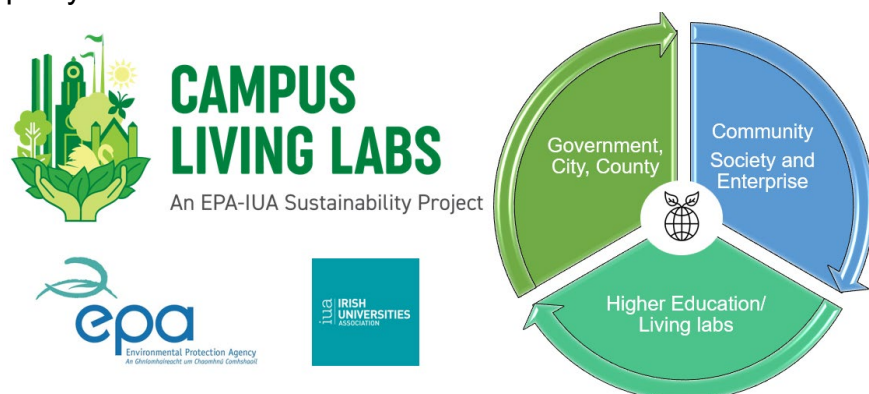 CAMPUS
LIVING LABS
An EPA-IUA Sustainability Project
epa
Environmental Protection Agency
An Ghníomhaireacht um Chaomhnú Comhshaoil
iua
IRISH
UNIVERSITIES
ASSOCIATION
Government,
City, County
Community
Society and
Enterprise
Higher Education/
Living labs